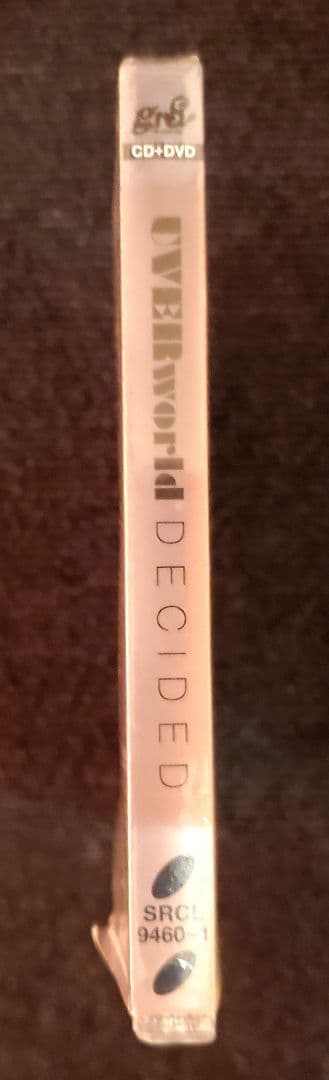 gr8!
CD+DVD
UVERworld
DECIDED
SRCL
9460-1